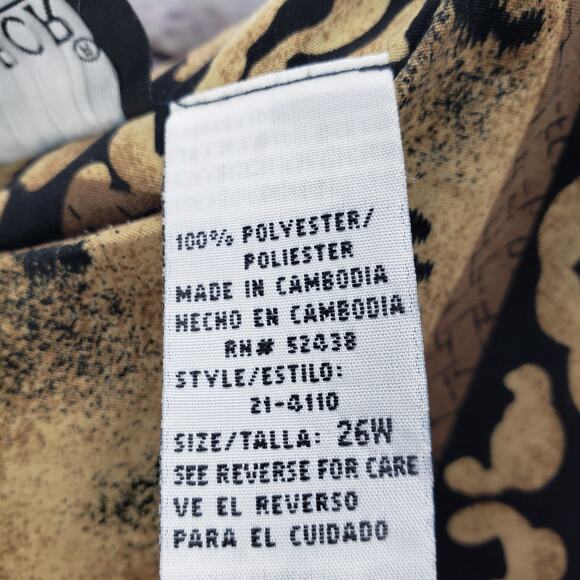 FCR®
100% POLYESTER/
POLIESTER
MADE IN CAMBODIA
HECHO EN CAMBODIA
RN# 52438
STYLE/ESTILO:
21-4110
SIZE/TALLA: 26W
SEE REVERSE FOR CARE
VE EL REVERSO
PARA EL CUIDADO